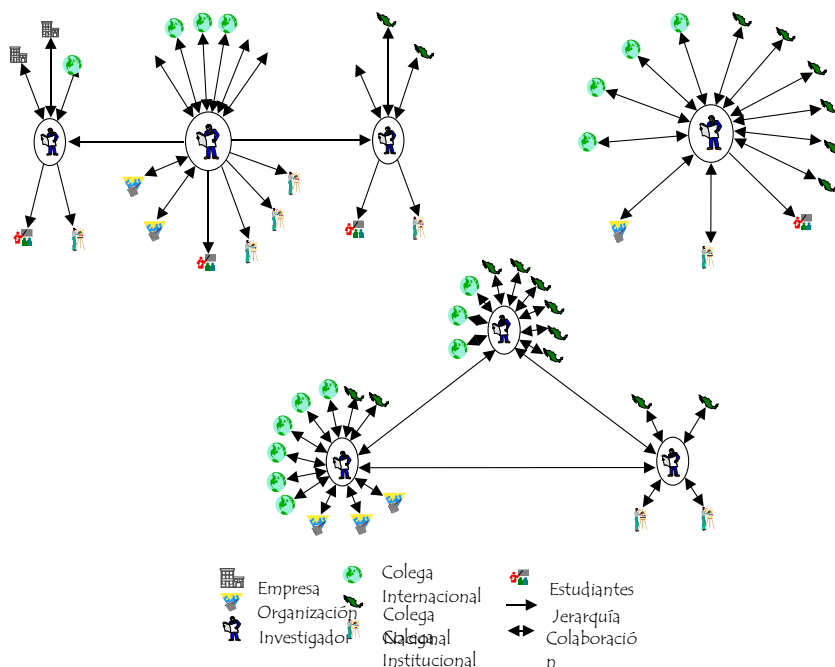 Empresa
Organización
Investigador
Colega
Internacional
Colega
Nacional
Colega
Institucional
Estudiantes
Jerarquía
Colaboració
n